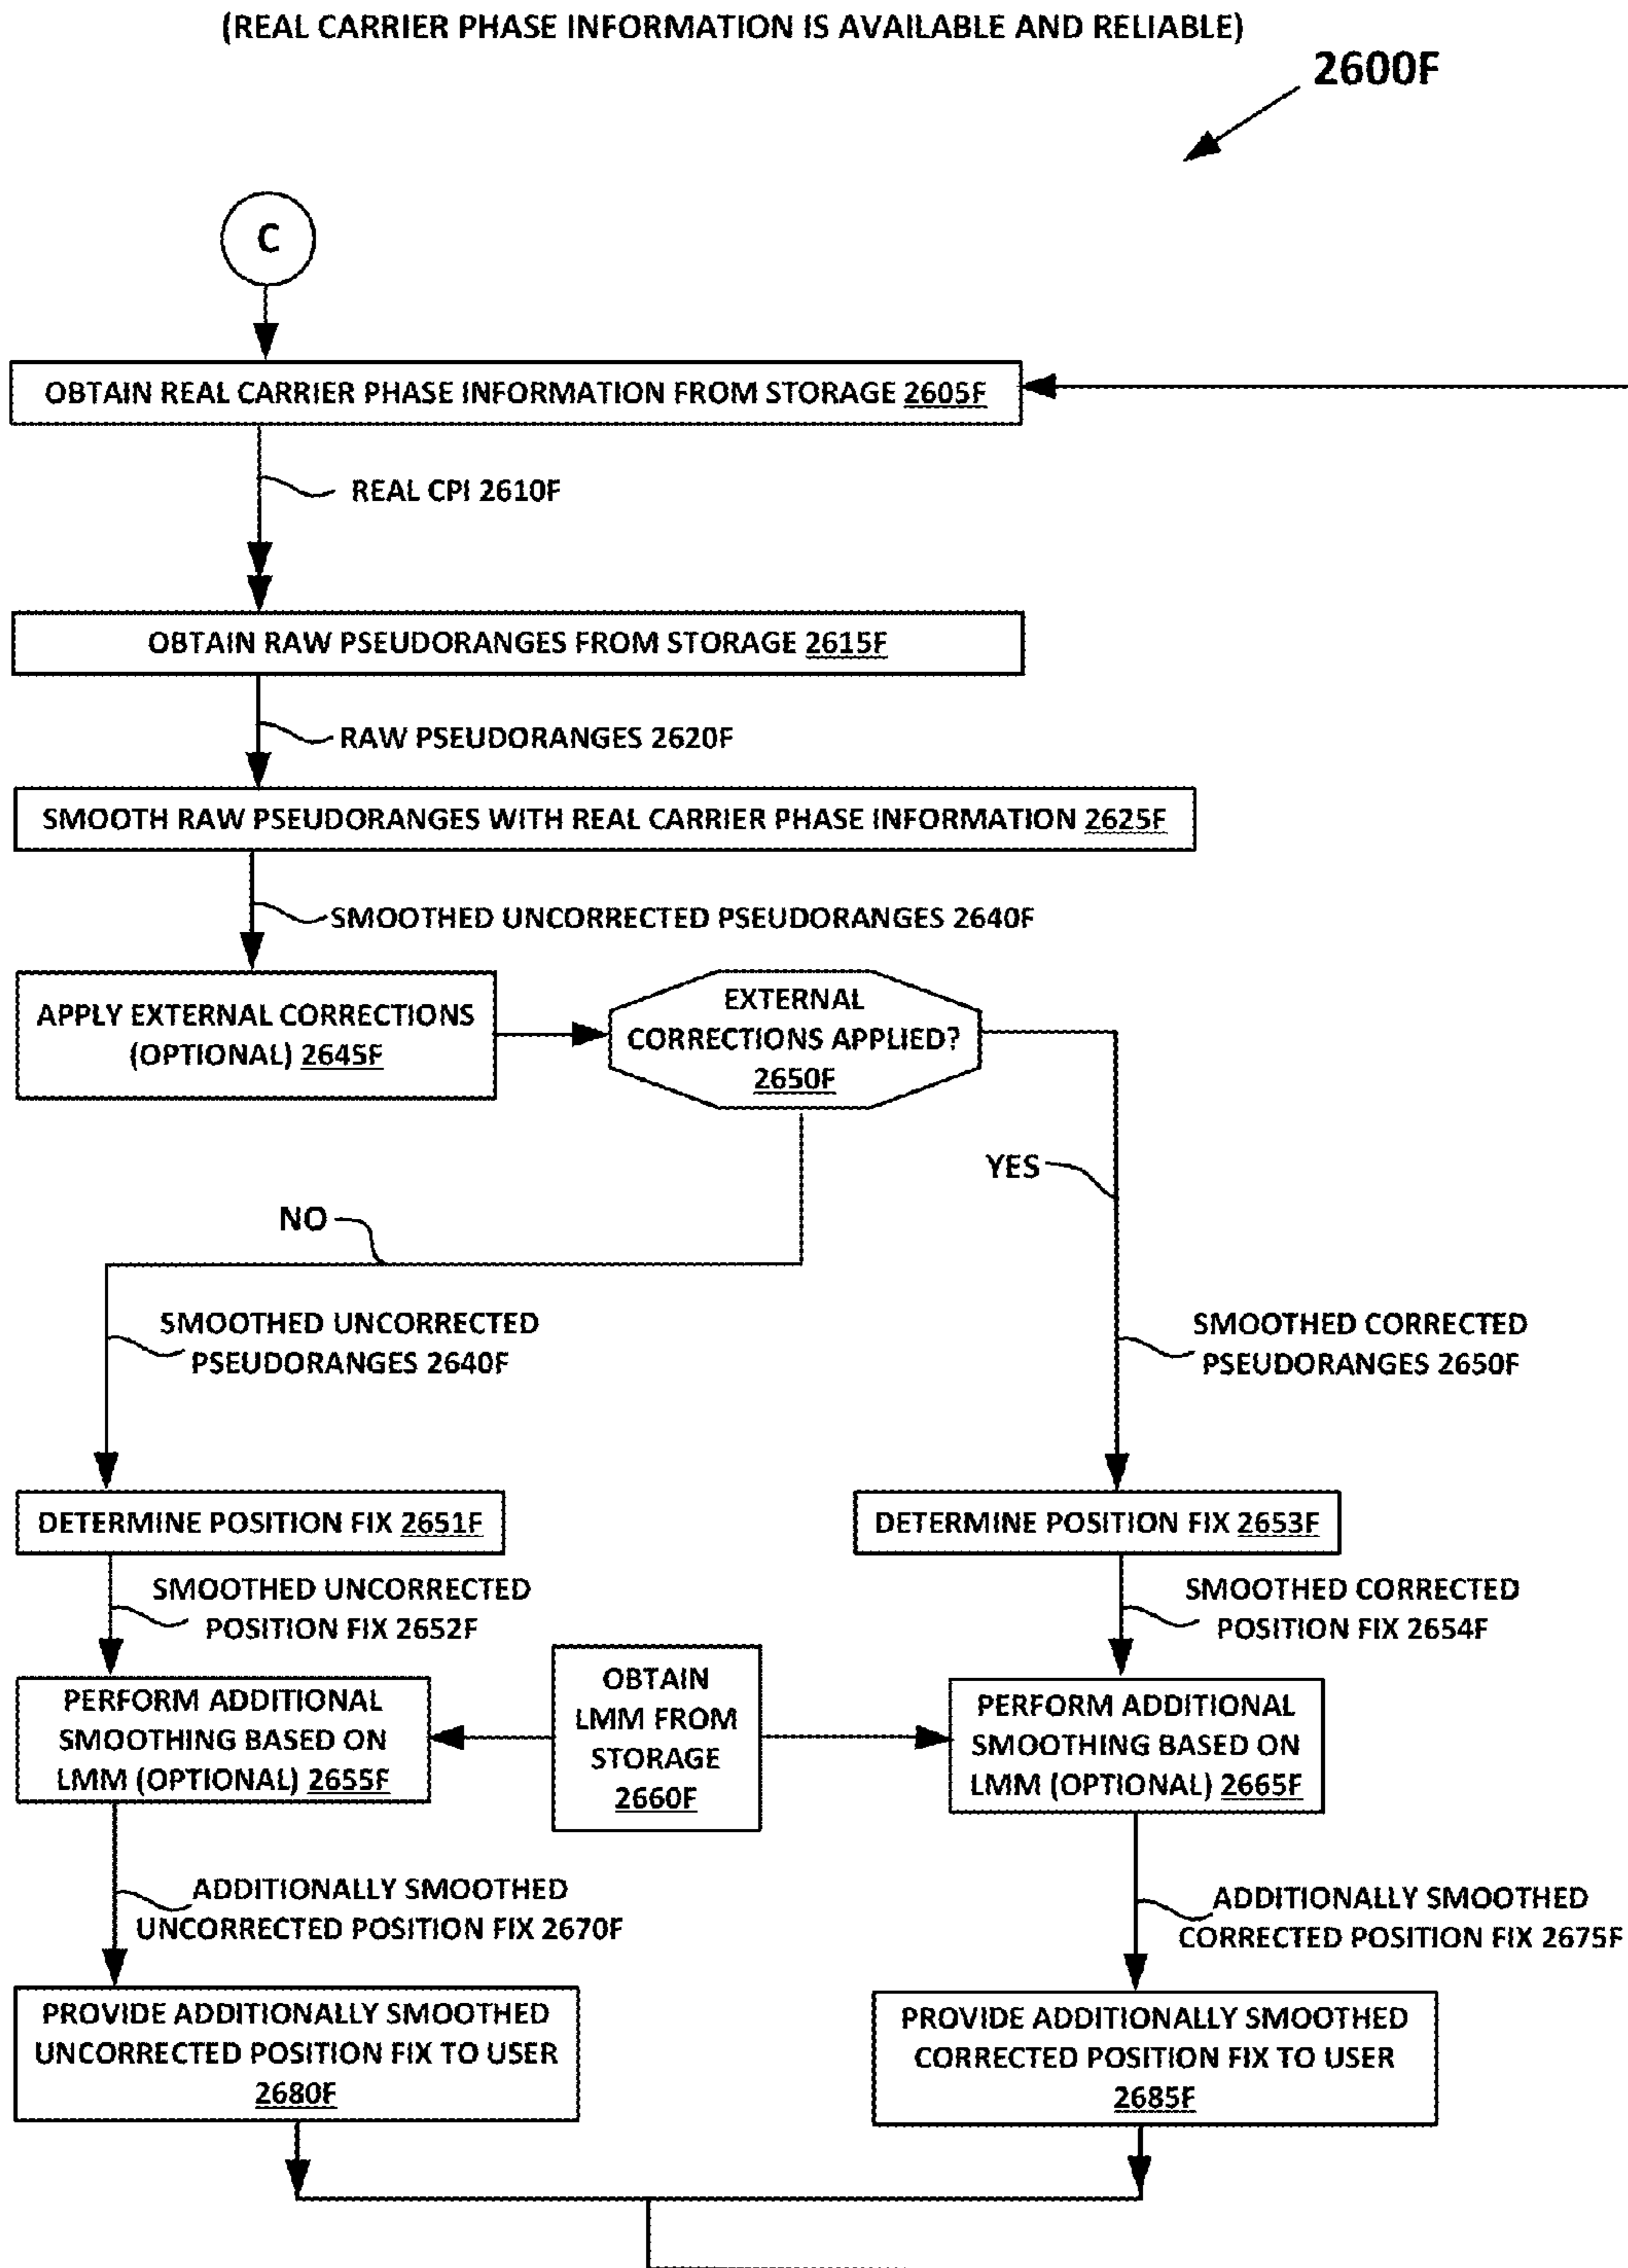 (REAL CARRIER PHASE INFORMATION IS AVAILABLE AND RELIABLE)
2600F
C
OBTAIN REAL CARRIER PHASE INFORMATION FROM STORAGE 2605F
REAL CPI 2610F
OBTAIN RAW PSEUDORANGES FROM STORAGE 2615F
RAW PSEUDORANGES 2620F
SMOOTH RAW PSEUDORANGES WITH REAL CARRIER PHASE INFORMATION 2625F
SMOOTHED UNCORRECTED PSEUDORANGES 2640F
APPLY EXTERNAL CORRECTIONS
(OPTIONAL) 2645F
EXTERNAL
CORRECTIONS APPLIED?
2650F
YES
NO
SMOOTHED UNCORRECTED
PSEUDORANGES 2640F
SMOOTHED CORRECTED
PSEUDORANGES 2650F
DETERMINE POSITION FIX 2651F
DETERMINE POSITION FIX 2653F
SMOOTHED UNCORRECTED
POSITION FIX 2652F
SMOOTHED CORRECTED
POSITION FIX 2654F
PERFORM ADDITIONAL
SMOOTHING BASED ON
LMM (OPTIONAL) 2655F
OBTAIN
LMM FROM
STORAGE
2660F
PERFORM ADDITIONAL
SMOOTHING BASED ON
LMM (OPTIONAL) 2665F
ADDITIONALLY SMOOTHED
UNCORRECTED POSITION FIX 2670F
ADDITIONALLY SMOOTHED
CORRECTED POSITION FIX 2675F
PROVIDE ADDITIONALLY SMOOTHED
UNCORRECTED POSITION FIX TO USER
2680F
PROVIDE ADDITIONALLY SMOOTHED
CORRECTED POSITION FIX TO USER
2685F